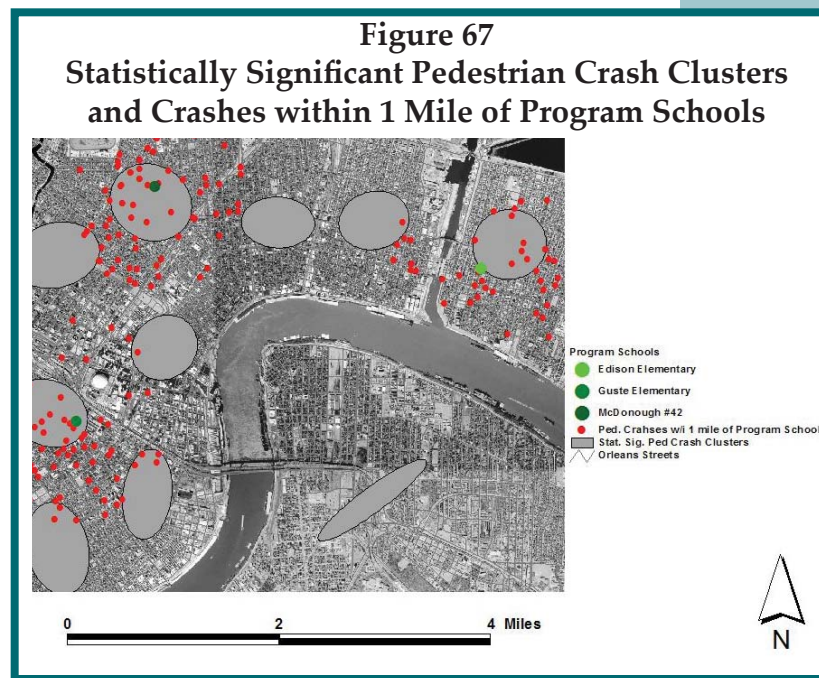 Figure 67
Statistically Significant Pedestrian Crash Clusters
and Crashes within 1 Mile of Program Schools
Program Schools
Edison Elementary
Guste Elementary
McDonough #42
Ped. Crahses w/i 1 mile of Program School
Stat. Sig. Ped Crash Clusters
Orleans Streets
0 2 4 Miles
N